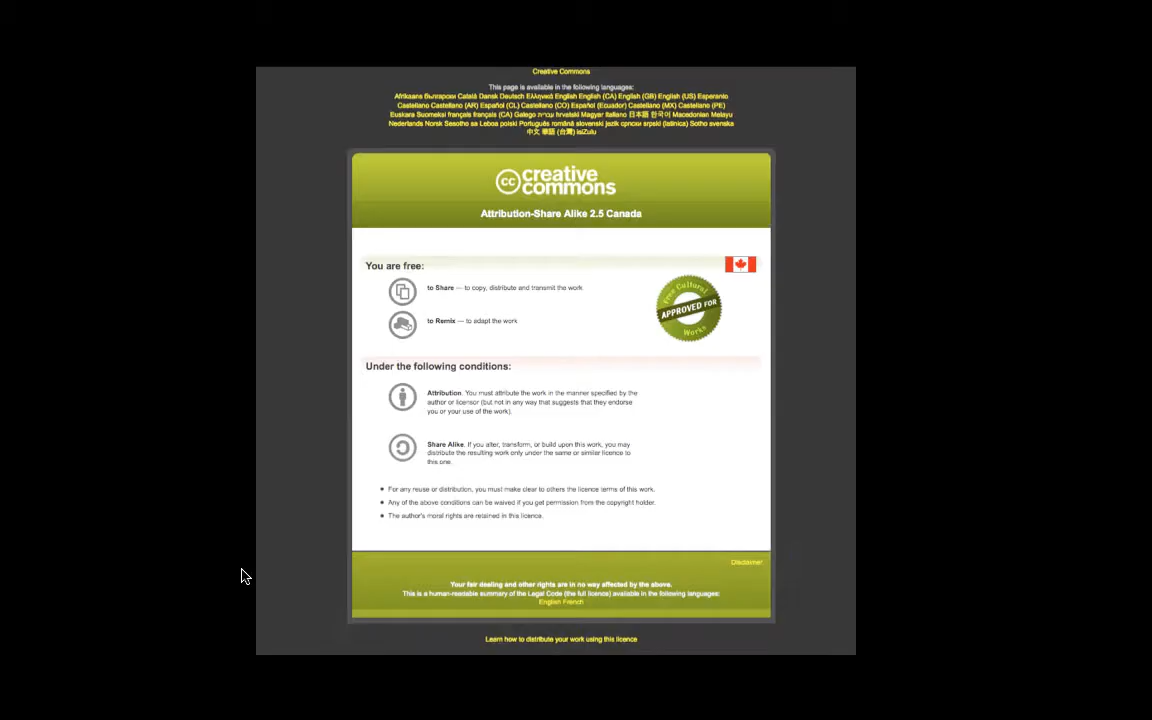 Creative Commons
This page is available in the following languages:
Afrikaans български Català Dansk Deutsch Ελληνικά English English (CA) English (GB) English (US) Esperanto
Castellano Castellano (AR) Español (CL) Castellano (CO) Español (Ecuador) Castellano (MX) Castellano (PE)
Euskara Suomeksi français français (CA) Galego עברית hrvatski Magyar Italiano 日本語 한국어 Macedonian Melayu
Nederlands Norsk Sesotho sa Leboa polski Português română slovenski jezik српски srpski (latinica) Sotho svenska
中文 華語 (台灣) isiZulu
cc creative
commons
Attribution-Share Alike 2.5 Canada
You are free:
to Share — to copy, distribute and transmit the work
to Remix — to adapt the work
Free Cultural
APPROVED FOR
Works
Under the following conditions:
Attribution. You must attribute the work in the manner specified by the
author or licensor (but not in any way that suggests that they endorse
you or your use of the work).
Share Alike. If you alter, transform, or build upon this work, you may
distribute the resulting work only under the same or similar licence to
this one.
For any reuse or distribution, you must make clear to others the licence terms of this work.
Any of the above conditions can be waived if you get permission from the copyright holder.
The author's moral rights are retained in this licence.
Disclaimer
Your fair dealing and other rights are in no way affected by the above.
This is a human-readable summary of the Legal Code (the full licence) available in the following languages:
English French
Learn how to distribute your work using this licence